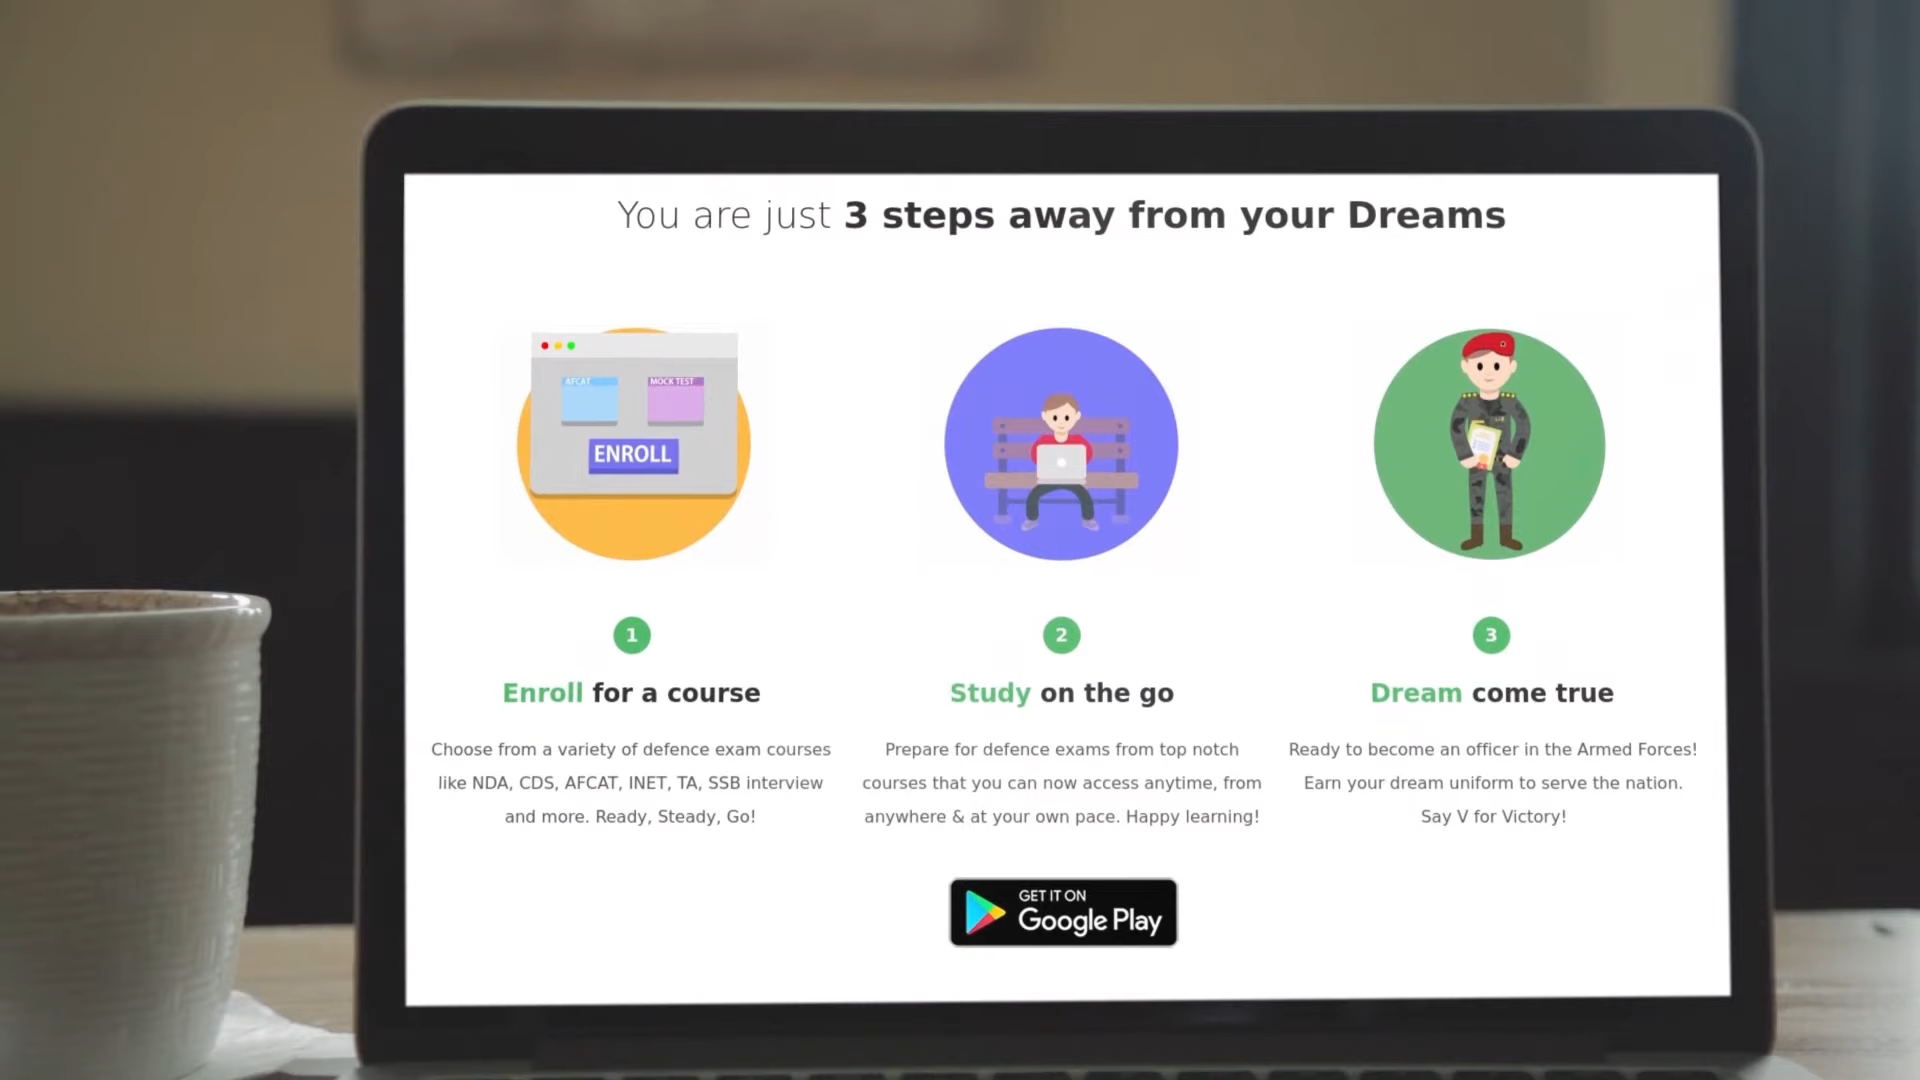 You are just 3 steps away from your Dreams
AFCAT
MOCK TEST
ENROLL
1
Enroll for a course
Choose from a variety of defence exam courses
like NDA, CDS, AFCAT, INET, TA, SSB interview
and more. Ready, Steady, Go!
2
Study on the go
Prepare for defence exams from top notch
courses that you can now access anytime, from
anywhere & at your own pace. Happy learning!
3
Dream come true
Ready to become an officer in the Armed Forces!
Earn your dream uniform to serve the nation.
Say V for Victory!
GET IT ON
Google Play